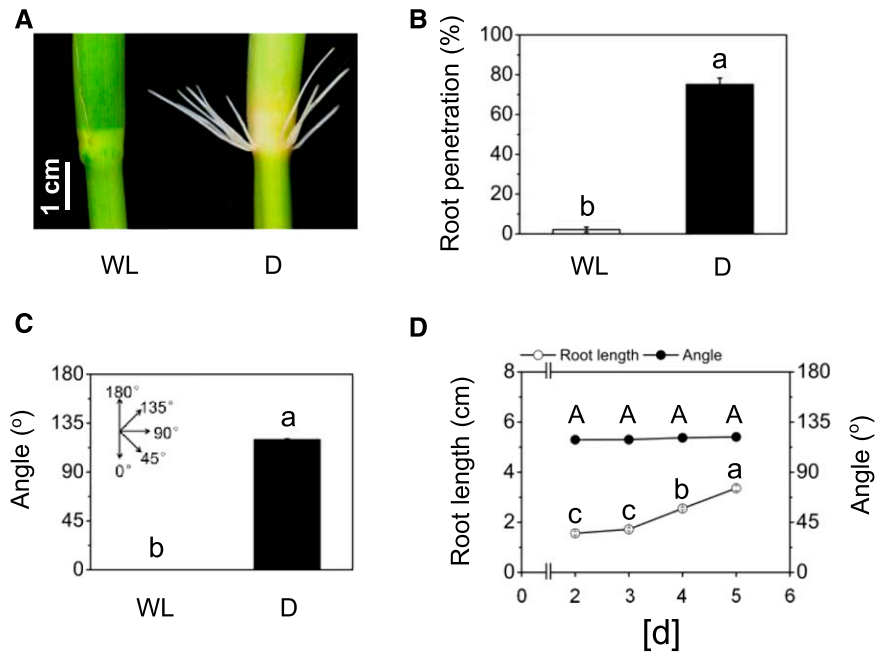 A
1 cm
WL D
B
Root penetration (%)
100
80
60
40
20
0
b
a
WL D
C
Angle (º)
180
135
90
45
0
180°
135°
90°
45°
0°
b
a
WL D
D
Root length Angle
Root length (cm)
8
6
4
2
0
A A A A
c c b a
180
135
90
45
0
Angle (º)
0 2 3 4 5 6
[d]